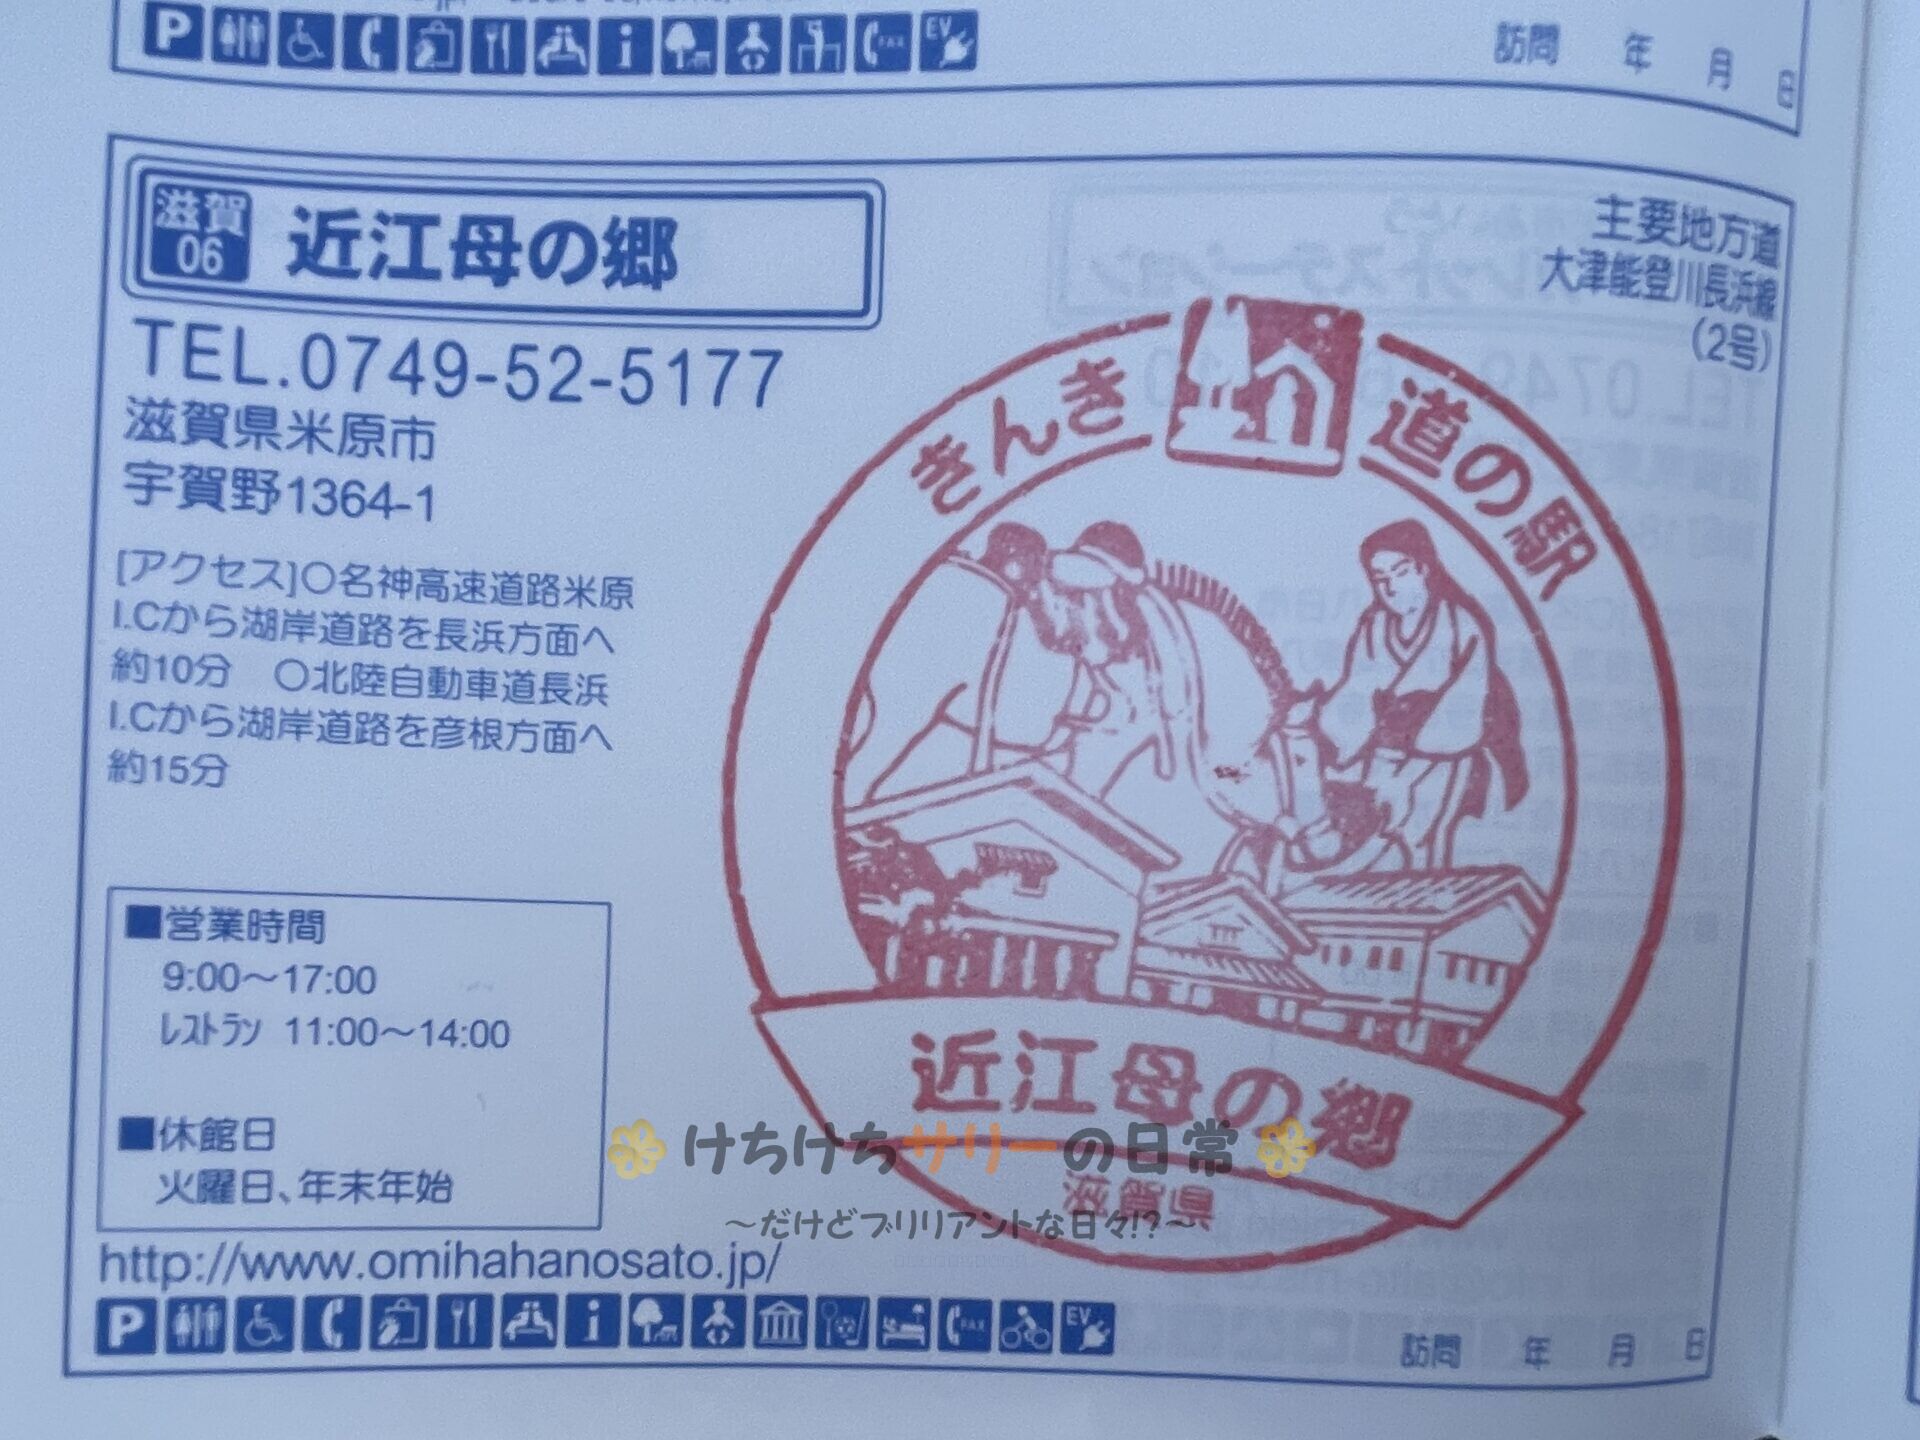 EV
訪問 年 月 日
滋賀
06
近江母の郷
主要地方道
大津能登川長浜線
(2号)
TEL.0749-52-5177
滋賀県米原市
宇賀野1364-1
[アクセス]○名神高速道路米原
I.Cから湖岸道路を長浜方面へ
約10分　○北陸自動車道長浜
I.Cから湖岸道路を彦根方面へ
約15分
■営業時間
9:00〜17:00
ﾚｽﾄﾗﾝ 11:00〜14:00
■休館日
火曜日､年末年始
http://www.omihahanosato.jp/
P
i
FAX
EV
訪問 年 月 日
きんき 道の駅
近江母の郷
滋賀県
けちけちサリーの日常
〜だけどブリリアントな日々!?〜